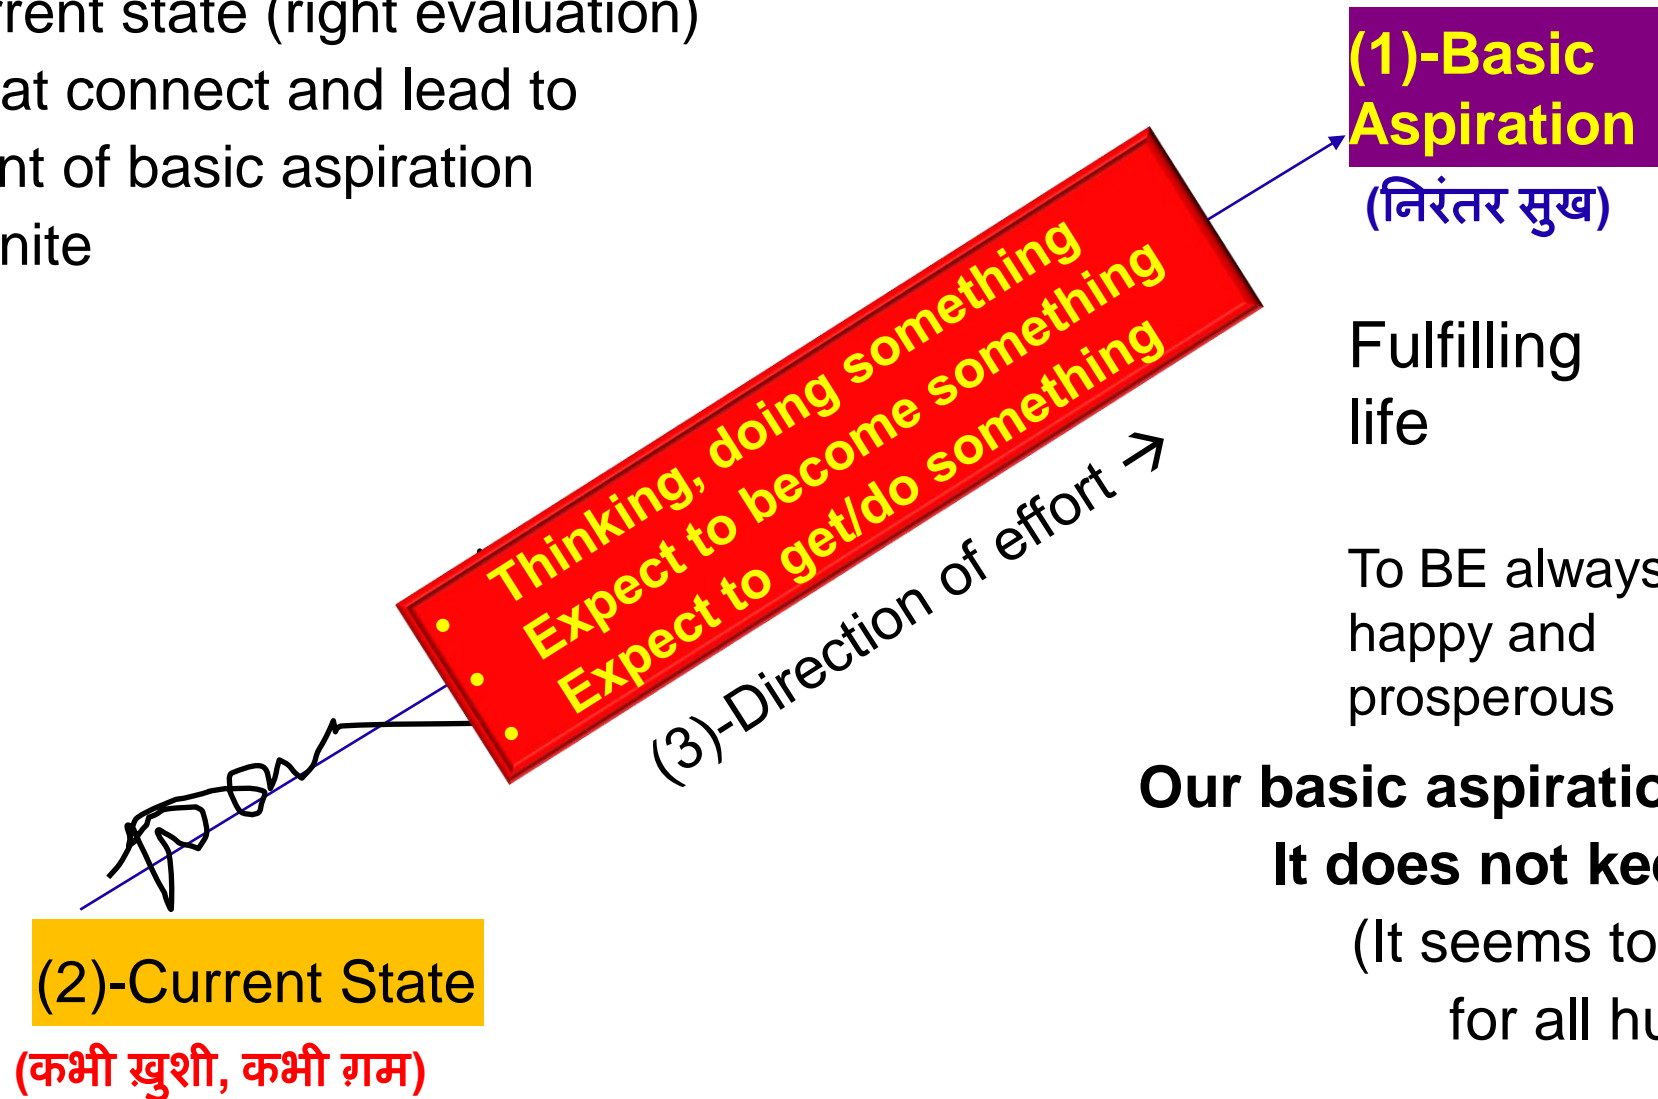 rrent state (right evaluation)
at connect and lead to
nt of basic aspiration
nite
(1)-Basic
Aspiration
(निरंतर सुख)
• Thinking, doing something
• Expect to become something
• Expect to get/do something
(3)-Direction of effort →
Fulfilling
life
To BE always
happy and
prosperous
Our basic aspiratio
It does not kee
(It seems to
for all hu
(2)-Current State
(कभी ख़ुशी, कभी ग़म)